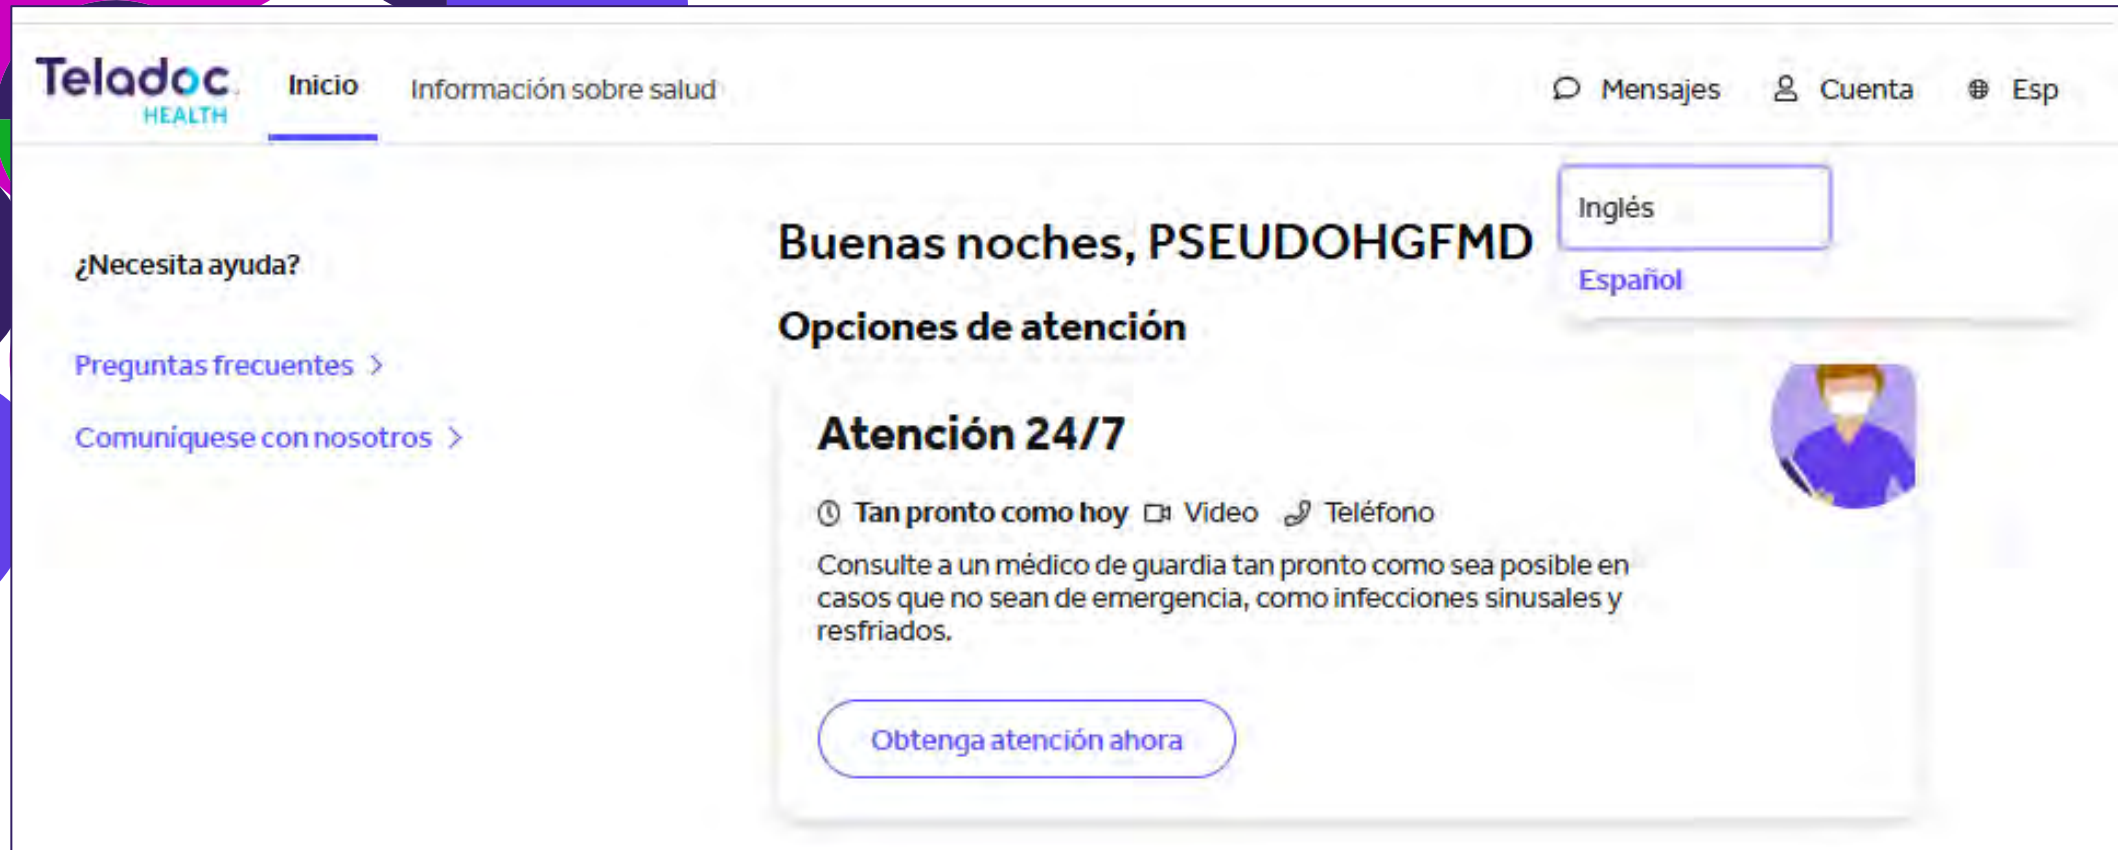 Teladoc
HEALTH
Inicio
Información sobre salud
Mensajes
Cuenta
Esp
Inglés
Español
¿Necesita ayuda?
Preguntas frecuentes >
Comuníquese con nosotros >
Buenas noches, PSEUDOHGFMD
Opciones de atención
Atención 24/7
Tan pronto como hoy Video Teléfono
Consulte a un médico de guardia tan pronto como sea posible en
casos que no sean de emergencia, como infecciones sinusales y
resfriados.
Obtenga atención ahora